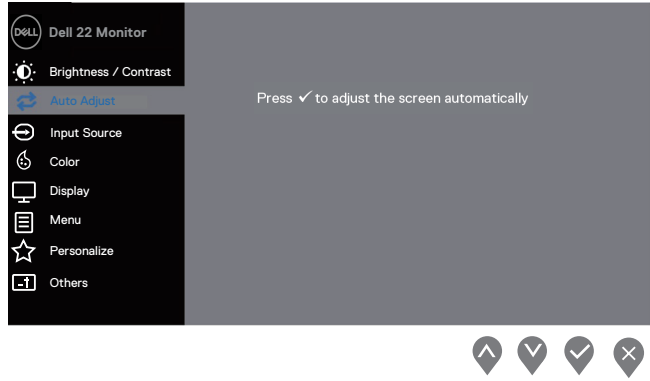 DELL
Dell 22 Monitor
Brightness / Contrast
Auto Adjust
Press ✓ to adjust the screen automatically
Input Source
Color
Display
Menu
Personalize
Others